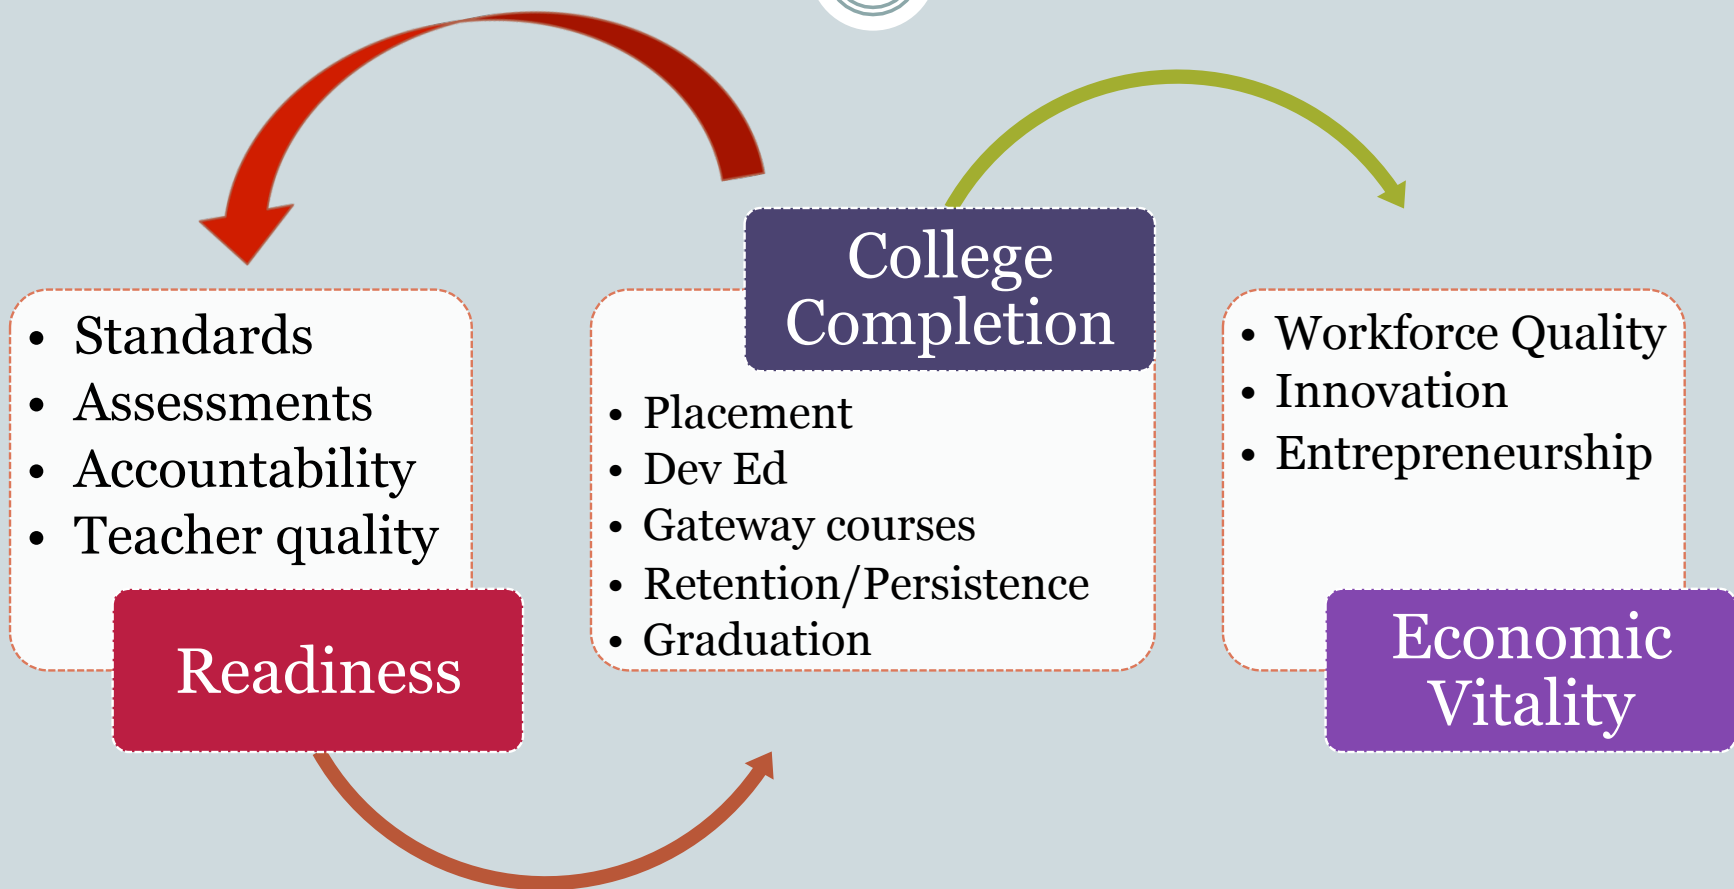 • Standards
• Assessments
• Accountability
• Teacher quality
Readiness
College
Completion
• Placement
• Dev Ed
• Gateway courses
• Retention/Persistence
• Graduation
• Workforce Quality
• Innovation
• Entrepreneurship
Economic
Vitality